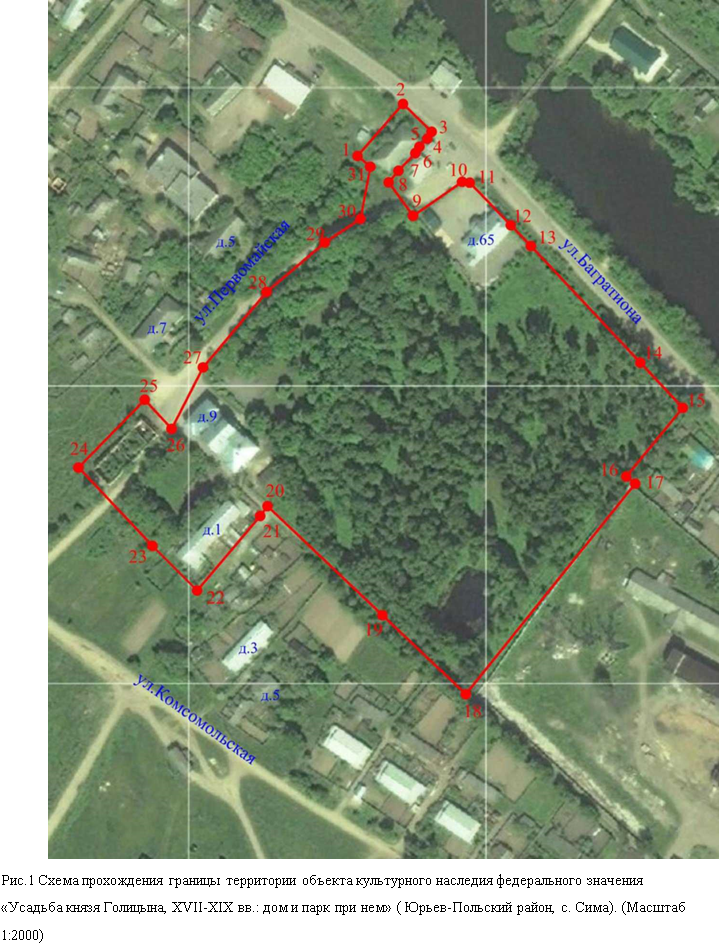 2
3
5
4
1
6
31
7
8
10
11
9
30
12
д.5
29
д.65
13
ул.Первомайская
ул.Багратиона
28
д.7
27
14
25
15
д.9
26
24
16
17
20
д.1
21
23
22
19
д.3
д.5
18
ул.Комсомольская
Рис.1 Схема прохождения границы территории объекта культурного наследия федерального значения
«Усадьба князя Голицына, XVII-XIX вв.: дом и парк при нем» ( Юрьев-Польский район, с. Сима). (Масштаб
1:2000)